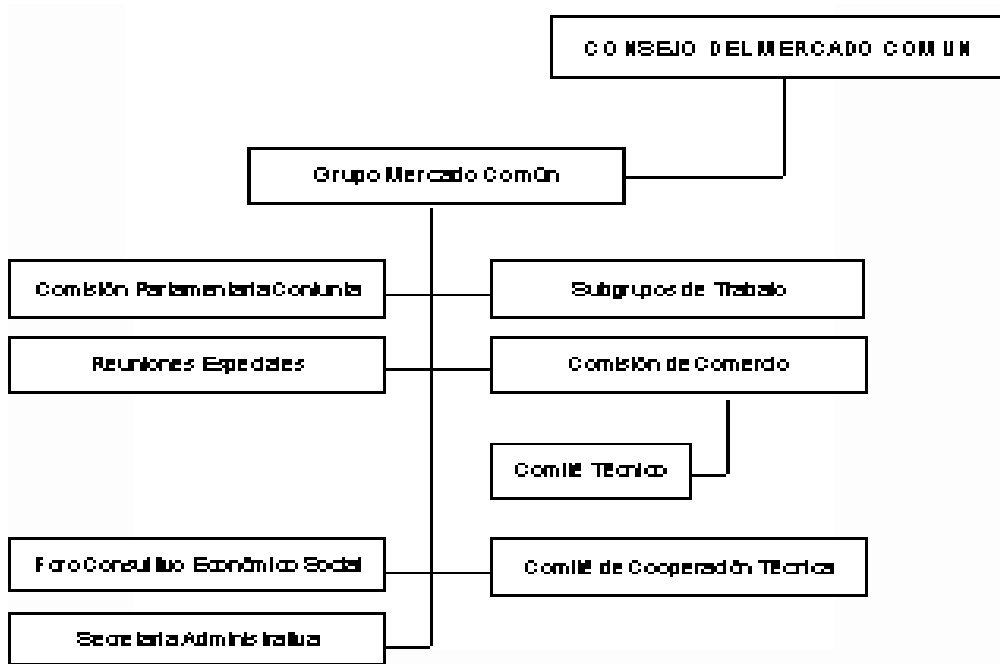 CONSEJO DEL MERCADO COMUN
Grupo Mercado Común
Comisión Parlamentaria Conjunta
Subgrupos de Trabajo
Reuniones Especiales
Comisión de Comercio
Comité Técnico
Foro Consultivo Económico Social
Comité de Cooperación Técnica
Secretaria Administrativa